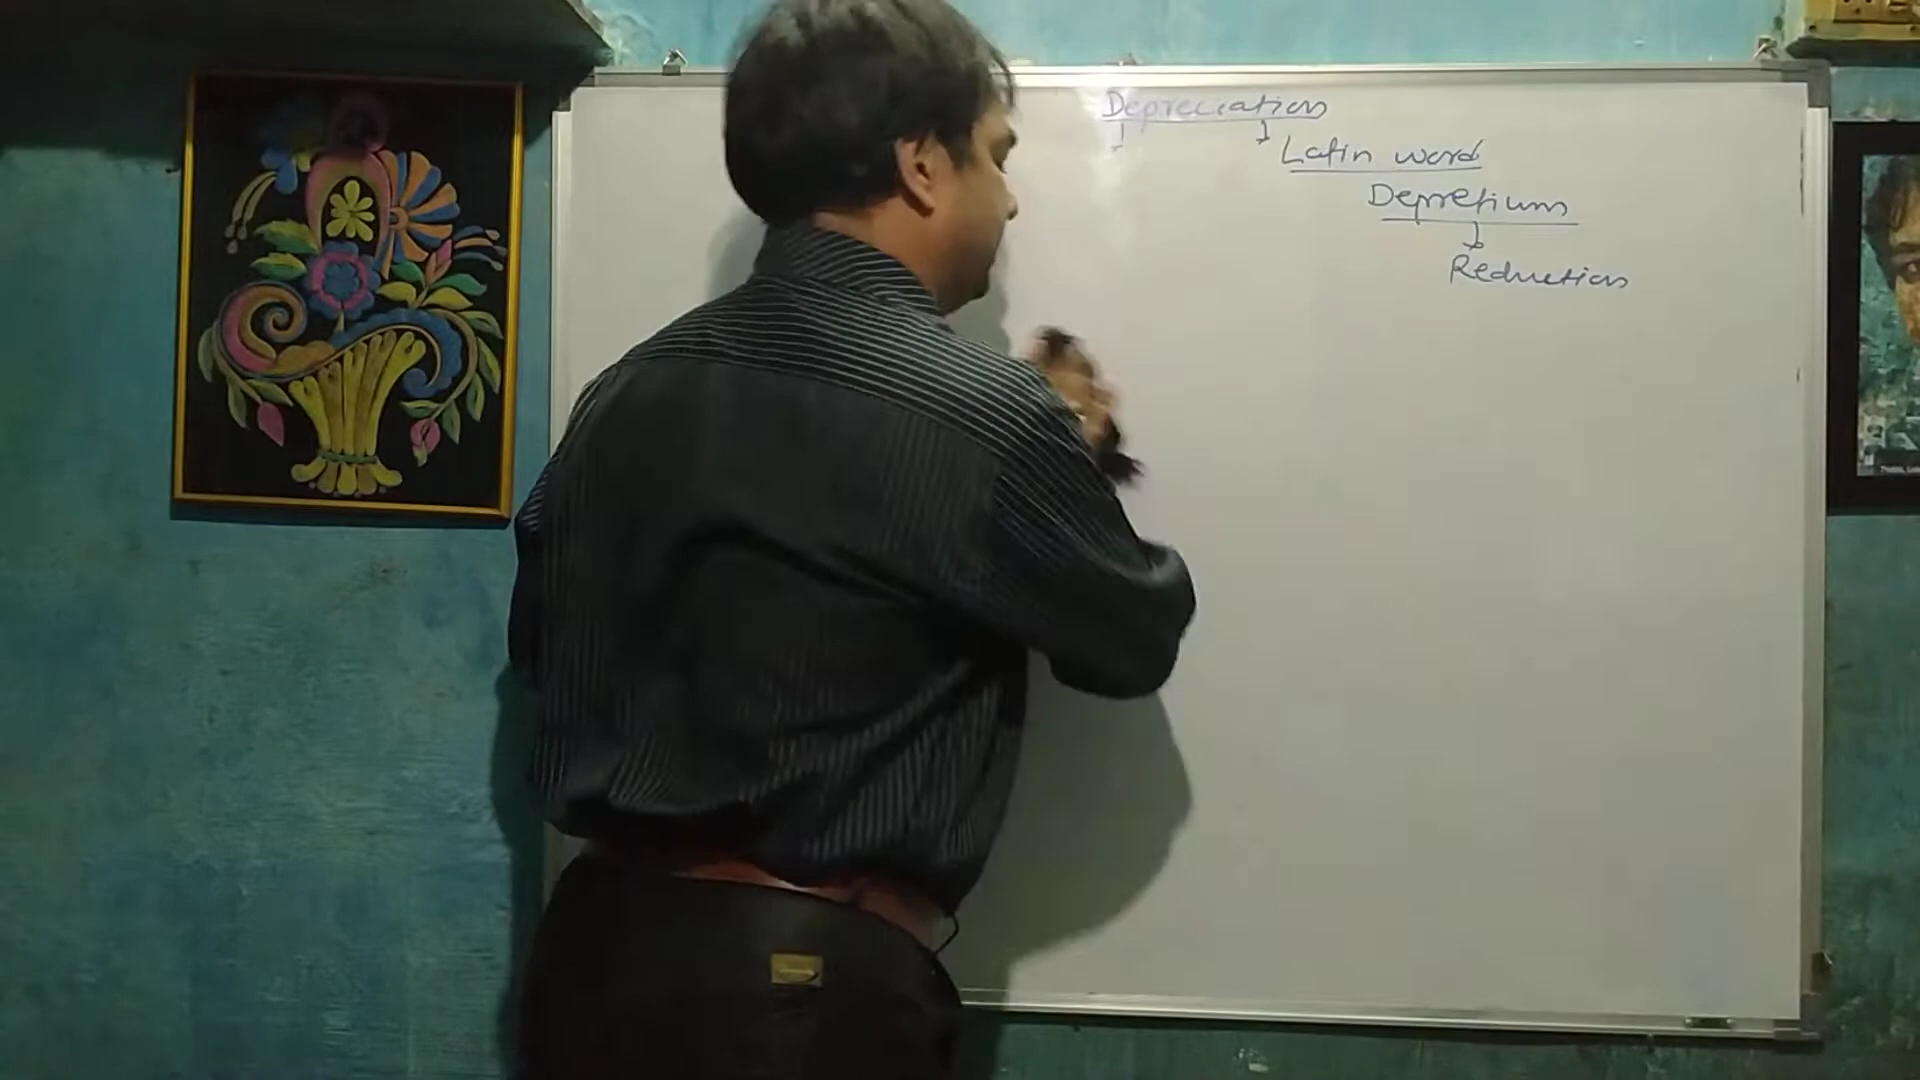 Depreciation
Latin word
Depretium
Reduction